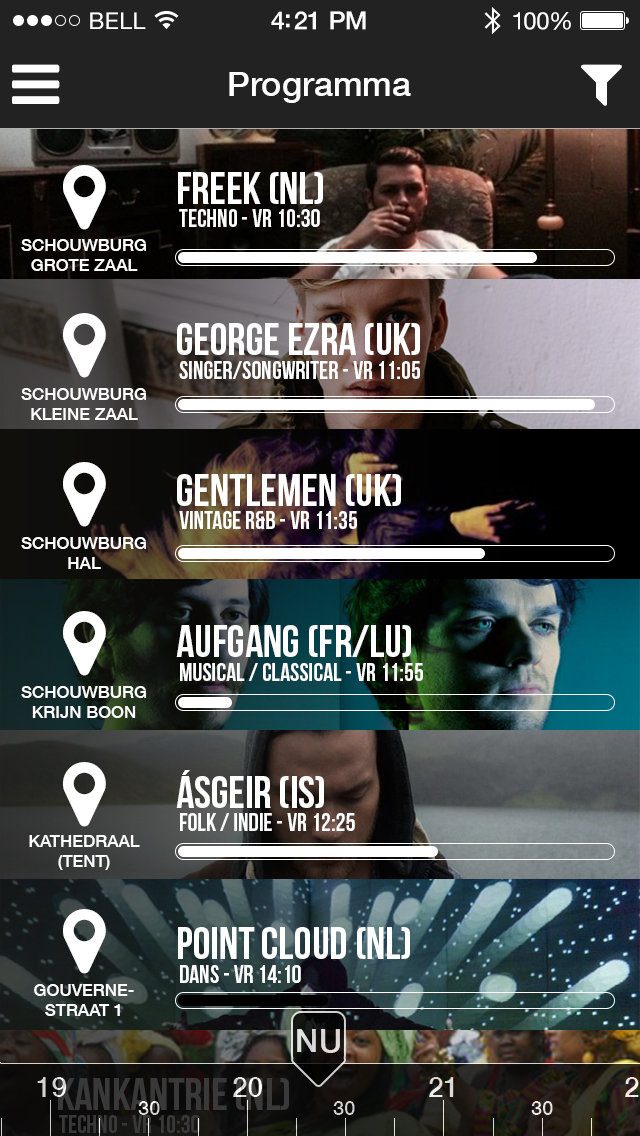 BELL 4:21 PM 100%
Programma
FREEK (NL)
TECHNO - VR 10:30
SCHOUWBURG
GROTE ZAAL
GEORGE EZRA (UK)
SINGER/SONGWRITER - VR 11:05
SCHOUWBURG
KLEINE ZAAL
GENTLEMEN (UK)
VINTAGE R&B - VR 11:35
SCHOUWBURG
HAL
AUFGANG (FR/LU)
MUSICAL / CLASSICAL - VR 11:55
SCHOUWBURG
KRIJN BOON
ÁSGEIR (IS)
FOLK / INDIE - VR 12:25
KATHEDRAAL
(TENT)
POINT CLOUD (NL)
DANS - VR 14:10
GOUVERNE-
STRAAT 1
NU
19 20 21 2
KANKANTRIE (NL)
30 30 30
TECHNO - VR 10:30